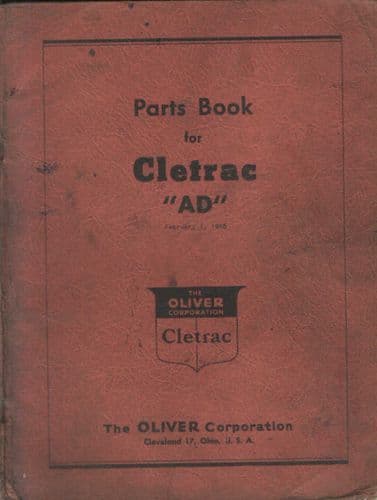 Parts Book
for
Cletrac
"AD"
February 1,
THE
OLIVER
CORPORATION
Cletrac
The OLIVER Corporation
Cleveland 17, Ohio, U. S. A.